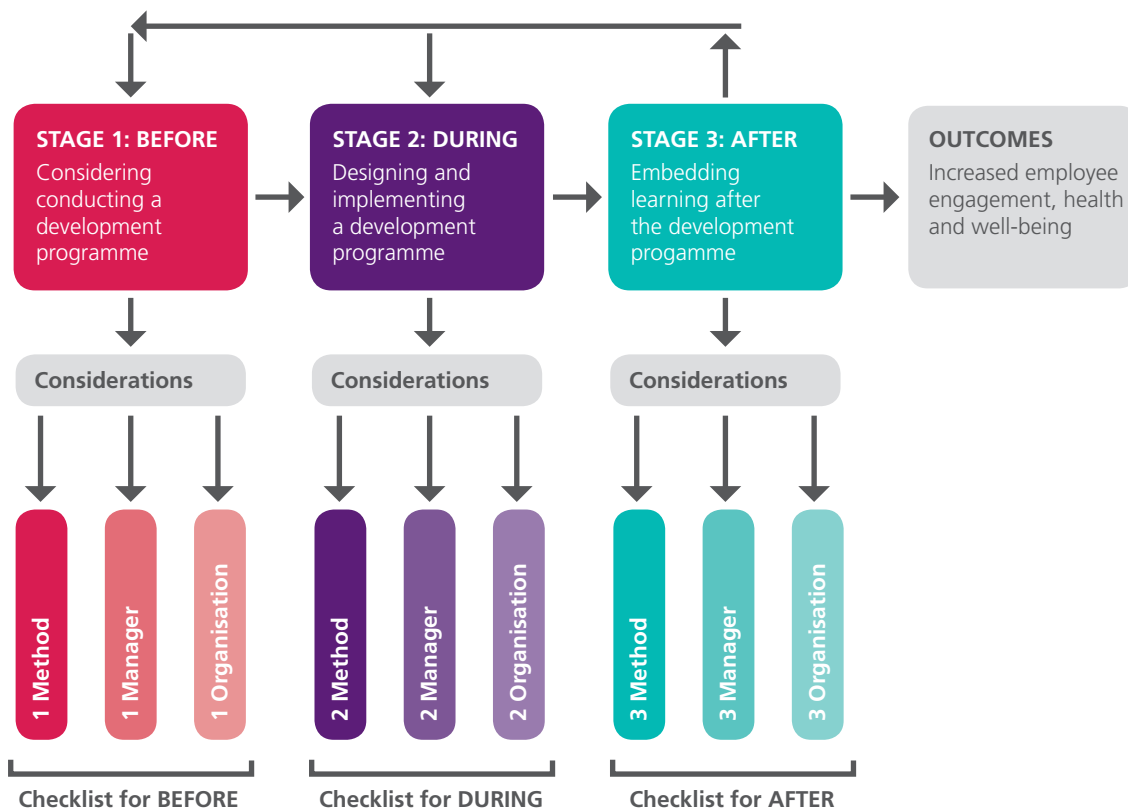 STAGE 1: BEFORE
Considering
conducting a
development
programme
STAGE 2: DURING
Designing and
implementing
a development
programme
STAGE 3: AFTER
Embedding
learning after
the development
progamme
OUTCOMES
Increased employee
engagement, health
and well-being
Considerations
Considerations
Considerations
1 Method
1 Manager
1 Organisation
2 Method
2 Manager
2 Organisation
3 Method
3 Manager
3 Organisation
Checklist for BEFORE
Checklist for DURING
Checklist for AFTER